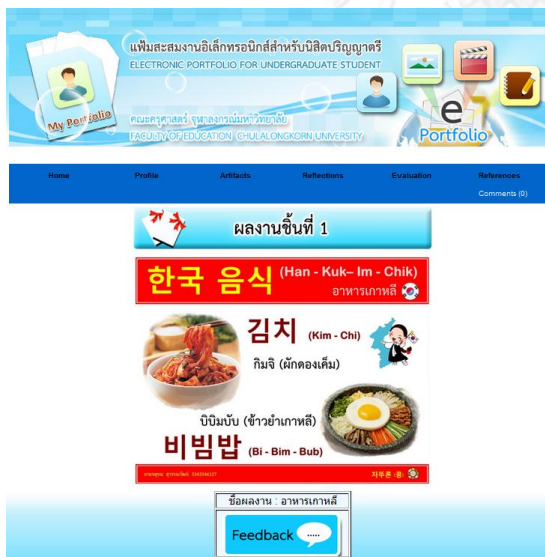 แฟ้มสะสมงานอิเล็กทรอนิกส์สำหรับนิสิตปริญญาตรี
ELECTRONIC PORTFOLIO FOR UNDERGRADUATE STUDENT
My Portfolio
คณะครุศาสตร์ จุฬาลงกรณ์มหาวิทยาลัย
FACULTY OF EDUCATION CHULALONGKORN UNIVERSITY
e
Portfolio
Home Profile Artifacts Reflections Evaluation References
Comments (0)
ผลงานชิ้นที่ 1
한국 음식 (Han - Kuk– Im - Chik)
อาหารเกาหลี
김치 (Kim - Chi)
กิมจิ (ผักดองเค็ม)
บิบิมบับ (ข้าวยำเกาหลี)
비빔밥 (Bi - Bim - Bub)
ชื่อผลงาน : อาหารเกาหลี
Feedback .....